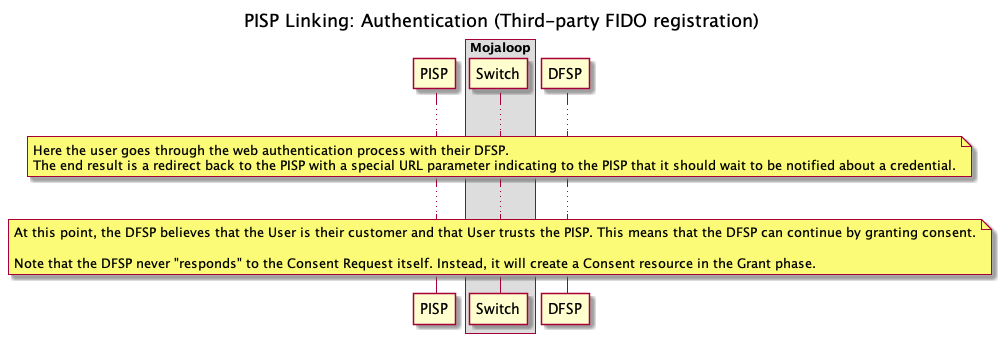 PISP Linking: Authentication (Third-party FIDO registration)
Mojaloop
PISP Switch DFSP
Here the user goes through the web authentication process with their DFSP.
The end result is a redirect back to the PISP with a special URL parameter indicating to the PISP that it should wait to be notified about a credential.
At this point, the DFSP believes that the User is their customer and that User trusts the PISP. This means that the DFSP can continue by granting consent.
Note that the DFSP never "responds" to the Consent Request itself. Instead, it will create a Consent resource in the Grant phase.
PISP Switch DFSP